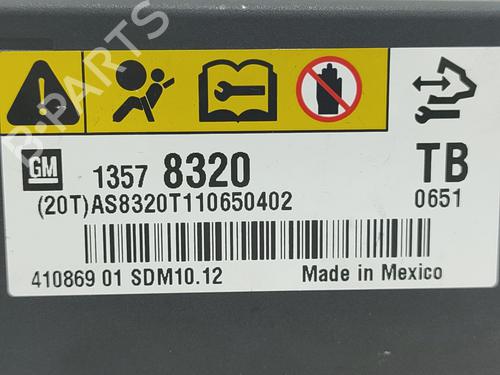 B-PARTS
GM 1357 8320 TB
(20T)AS8320T110650402 0651
410869 01 SDM10.12 Made in Mexico